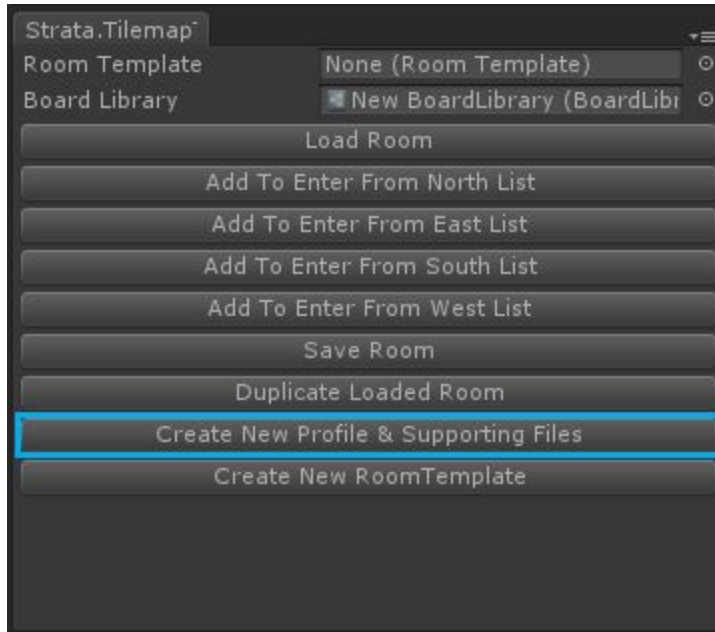 Strata.Tilemap
Room Template None (Room Template)
Board Library New BoardLibrary (BoardLibr
Load Room
Add To Enter From North List
Add To Enter From East List
Add To Enter From South List
Add To Enter From West List
Save Room
Duplicate Loaded Room
Create New Profile & Supporting Files
Create New RoomTemplate